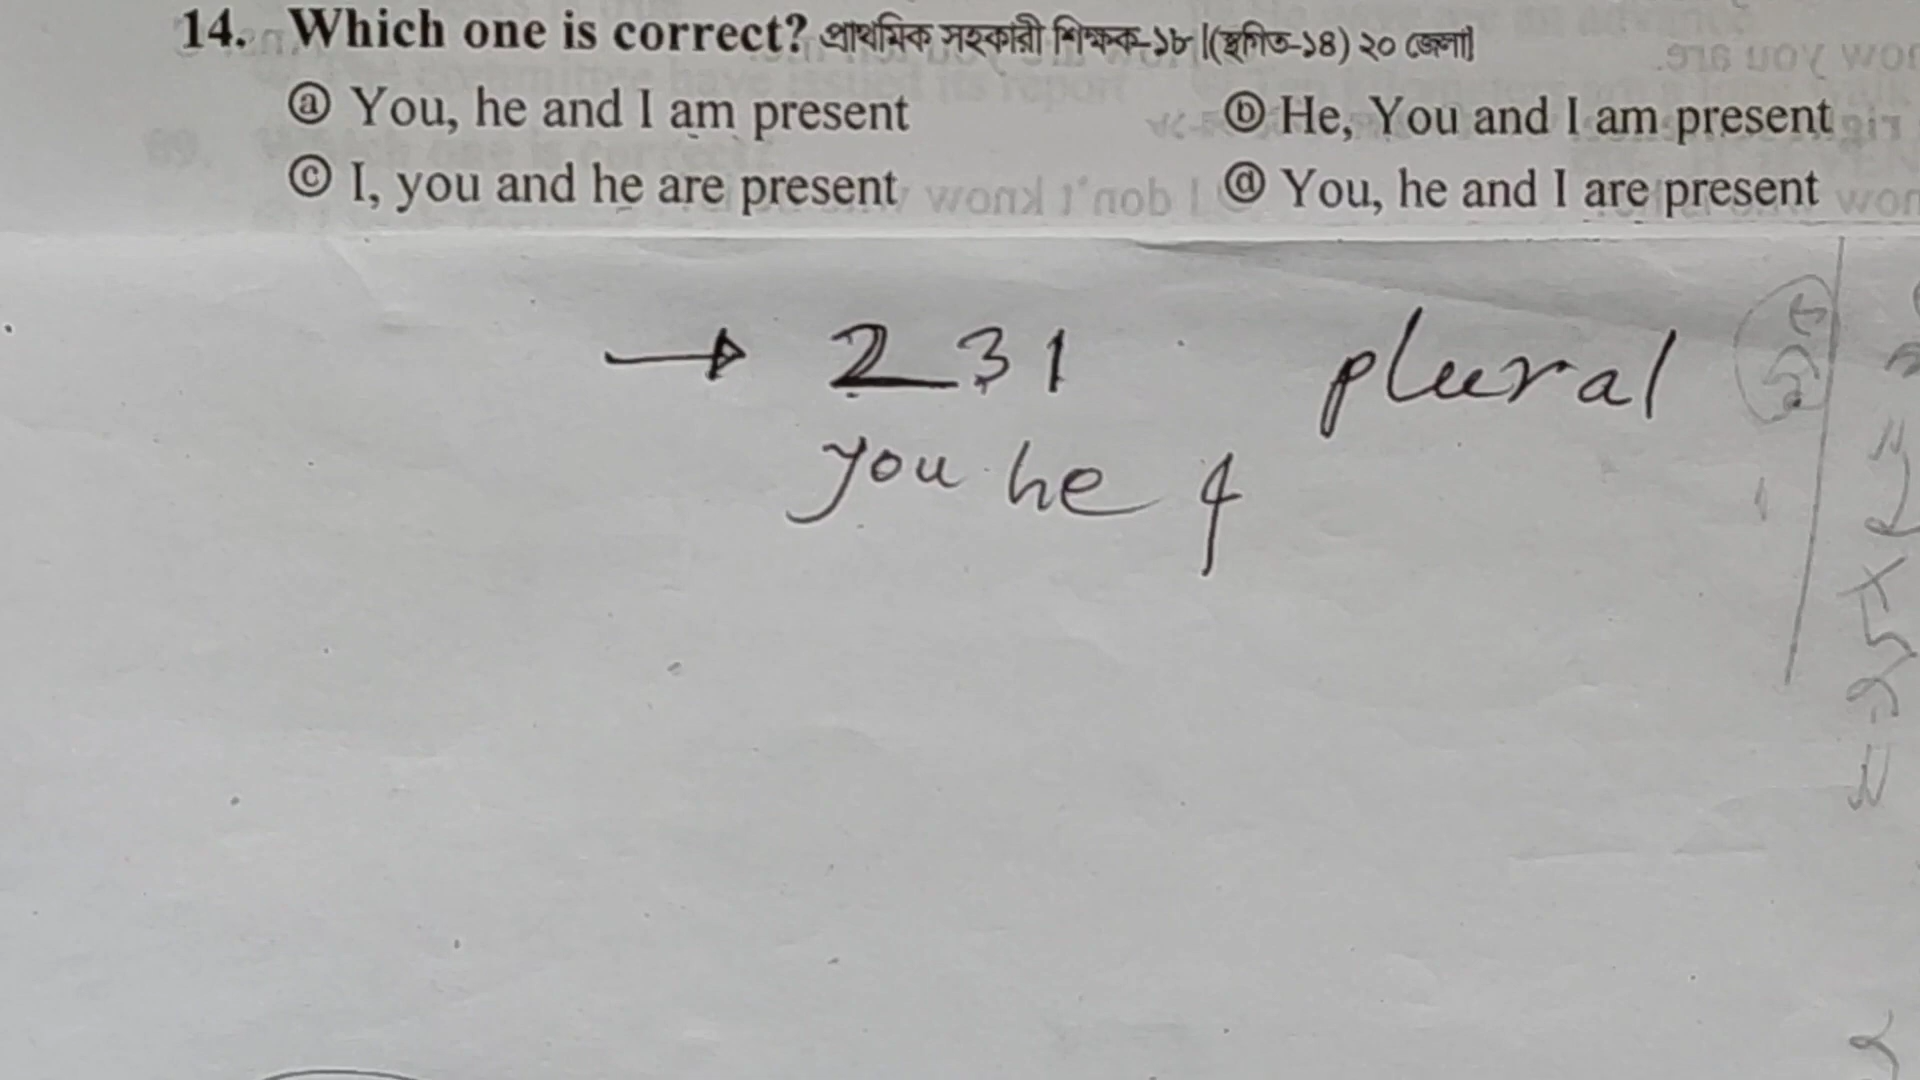 14. Which one is correct? প্রাথমিক সহকারী শিক্ষক-১৮ (স্থগিত-১৪) ২০ জেলা]
ⓐ You, he and I am present ⓑ He, You and I am present
ⓒ I, you and he are present ⓓ You, he and I are present
→ 2 3 1 plural
you he I